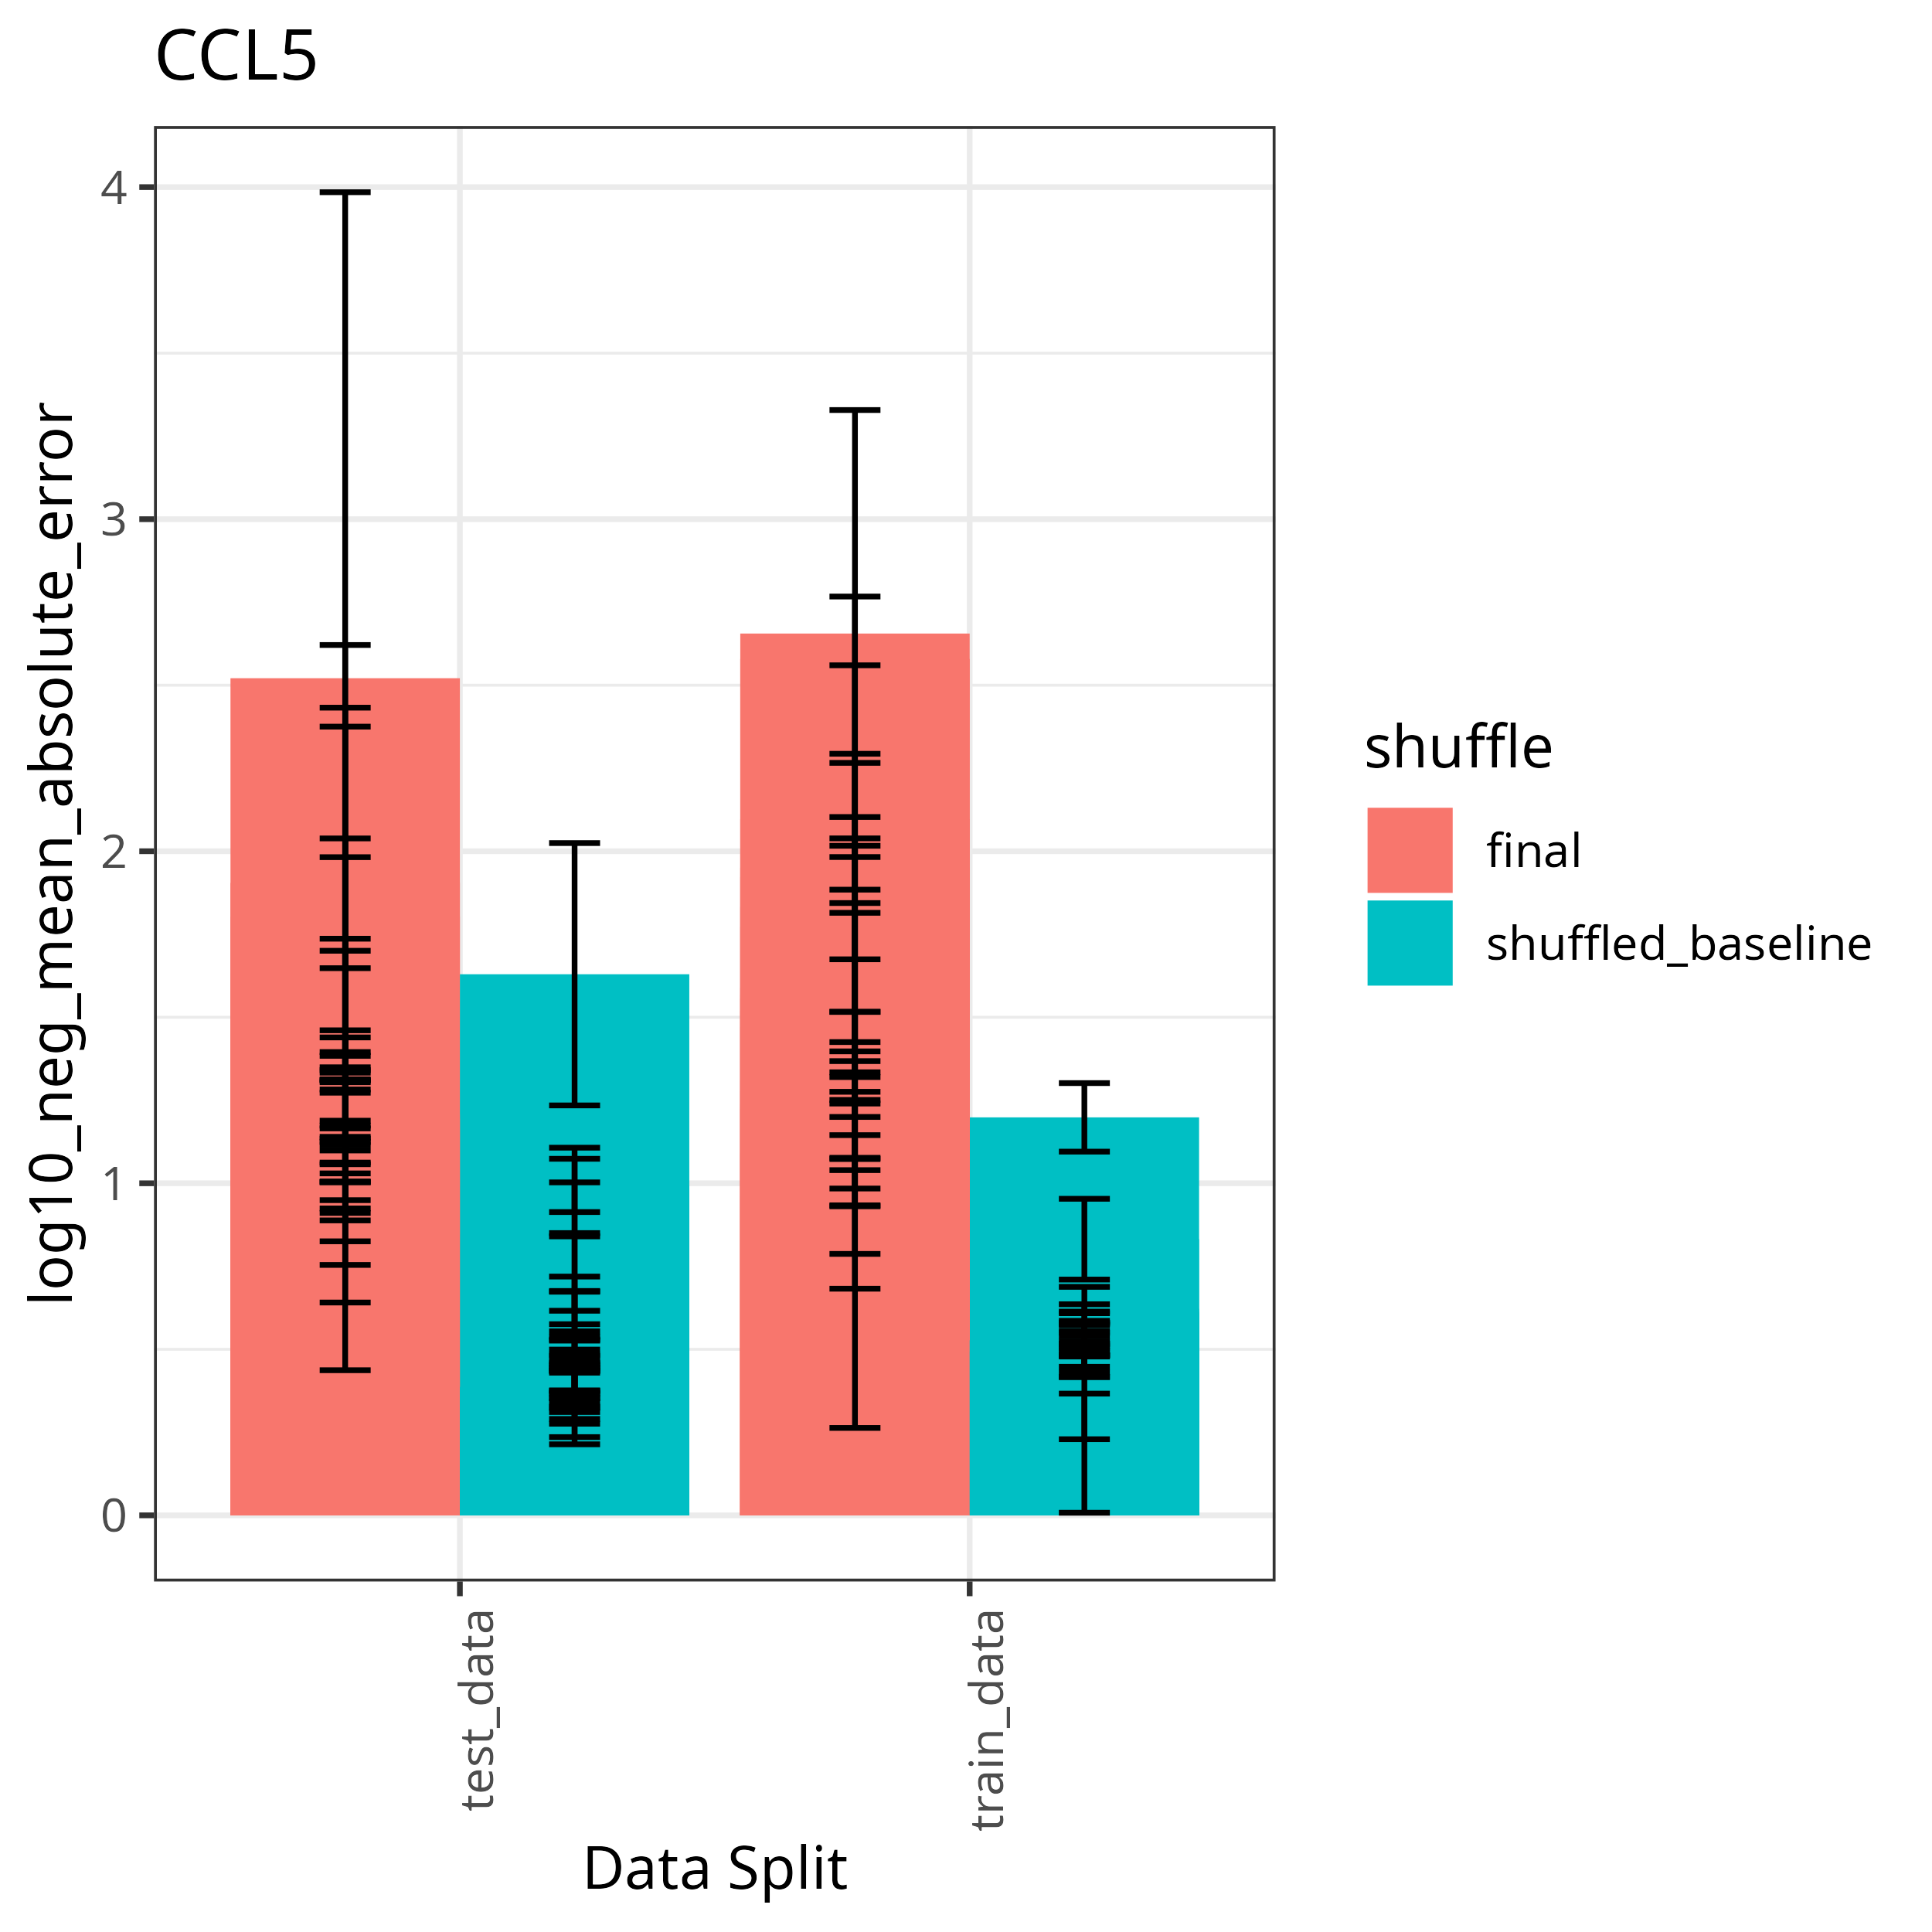 CCL5
log10_neg_mean_absolute_error
4
3
2
1
0
test_data
train_data
Data Split
shuffle
final
shuffled_baseline